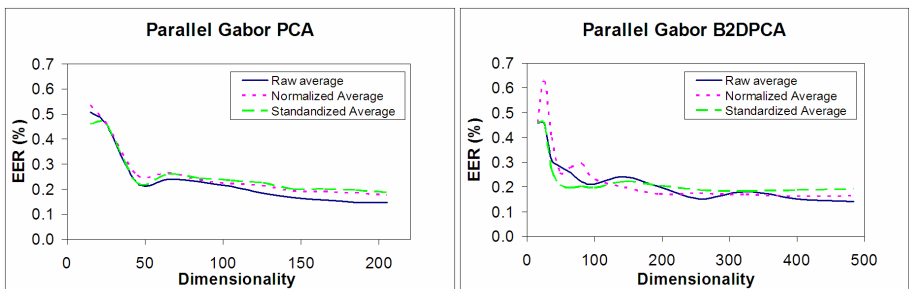 Parallel Gabor PCA
EER (%)
0.7
0.6
0.5
0.4
0.3
0.2
0.1
0.0
Raw average
Normalized Average
Standandized Average
0 50 100 150 200
Dimensionality
Parallel Gabor B2DPCA
EER (%)
0.7
0.6
0.5
0.4
0.3
0.2
0.1
0.0
Raw average
Normalized Average
Standardized Average
0 100 200 300 400 500
Dimensionality